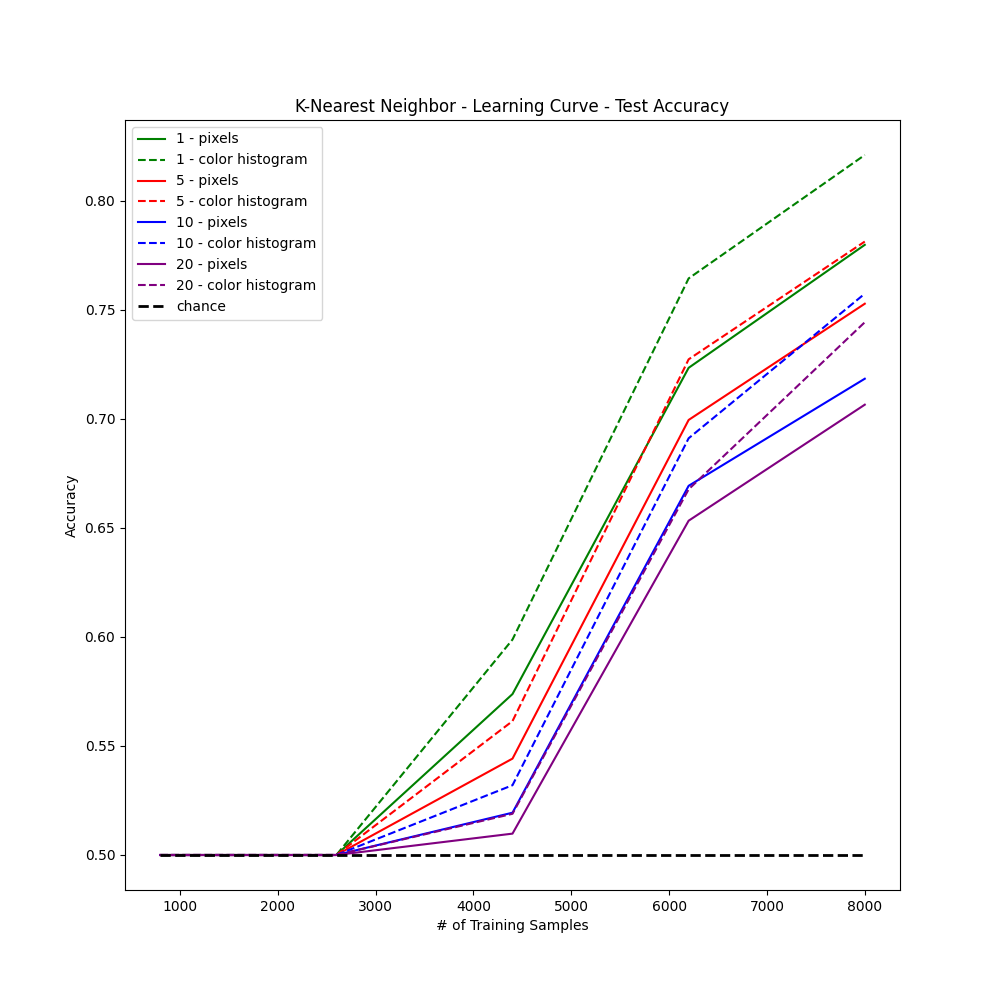 K-Nearest Neighbor - Learning Curve - Test Accuracy
1 - pixels
1 - color histogram
5 - pixels
5 - color histogram
10 - pixels
10 - color histogram
20 - pixels
20 - color histogram
chance
0.80
0.75
0.70
0.65
0.60
0.55
0.50
Accuracy
1000 2000 3000 4000 5000 6000 7000 8000
# of Training Samples